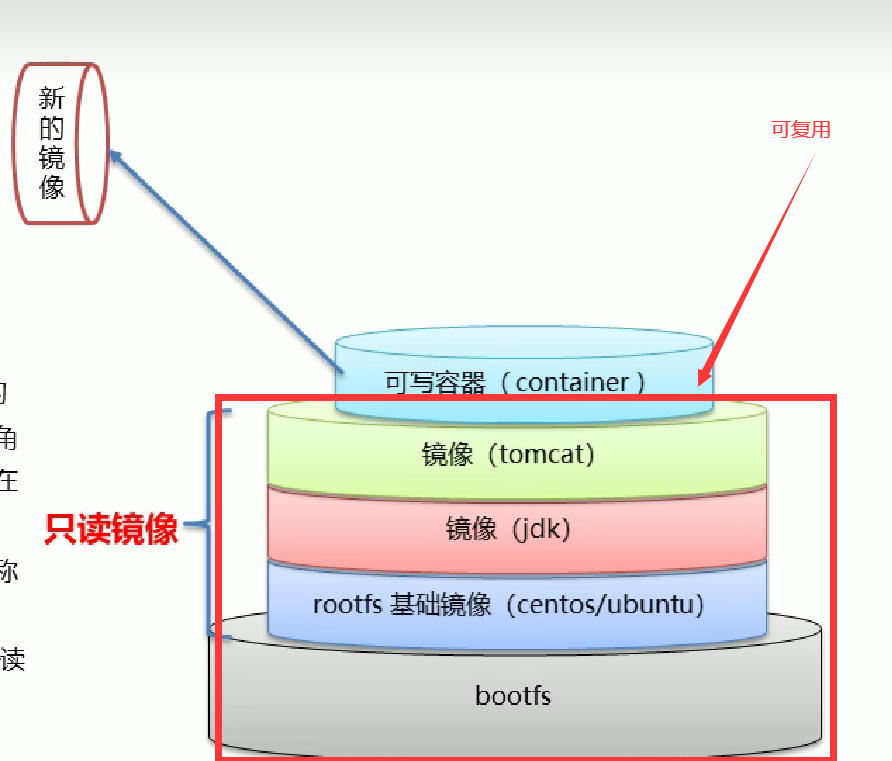 新
的
镜
像
可复用
可写容器（container ）
的
角
在
镜像（tomcat）
只读镜像
镜像（jdk）
称
rootfs 基础镜像（centos/ubuntu）
读
bootfs